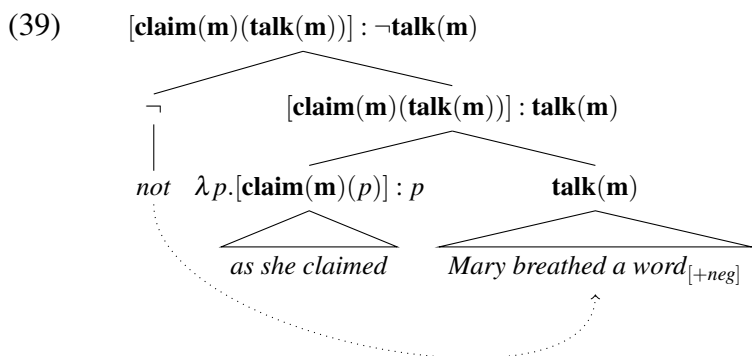 (39) [claim(m)(talk(m))] : ¬talk(m)
¬ [claim(m)(talk(m))] : talk(m)
not λp.[claim(m)(p)] : p talk(m)
as she claimed Mary breathed a word[+neg]